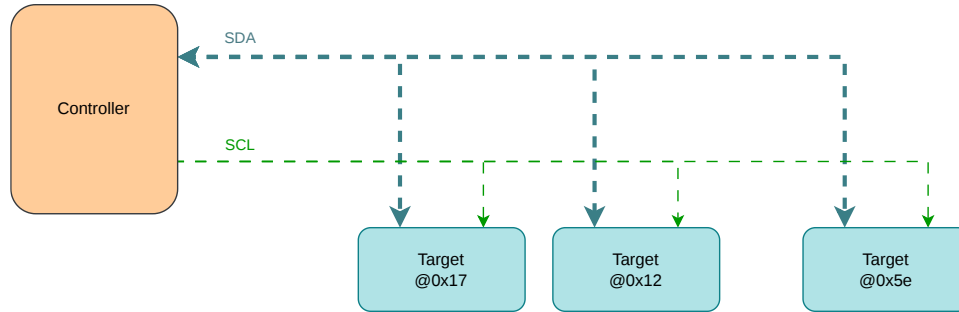 SDA
Controller
SCL
Target
@0x17
Target
@0x12
Target
@0x5e